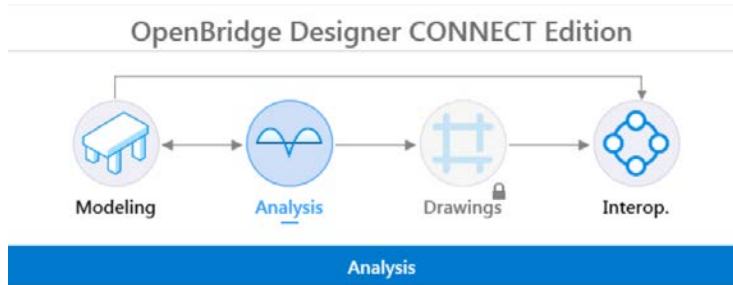 OpenBridge Designer CONNECT Edition
Modeling
Analysis
Drawings
Interop.
Analysis